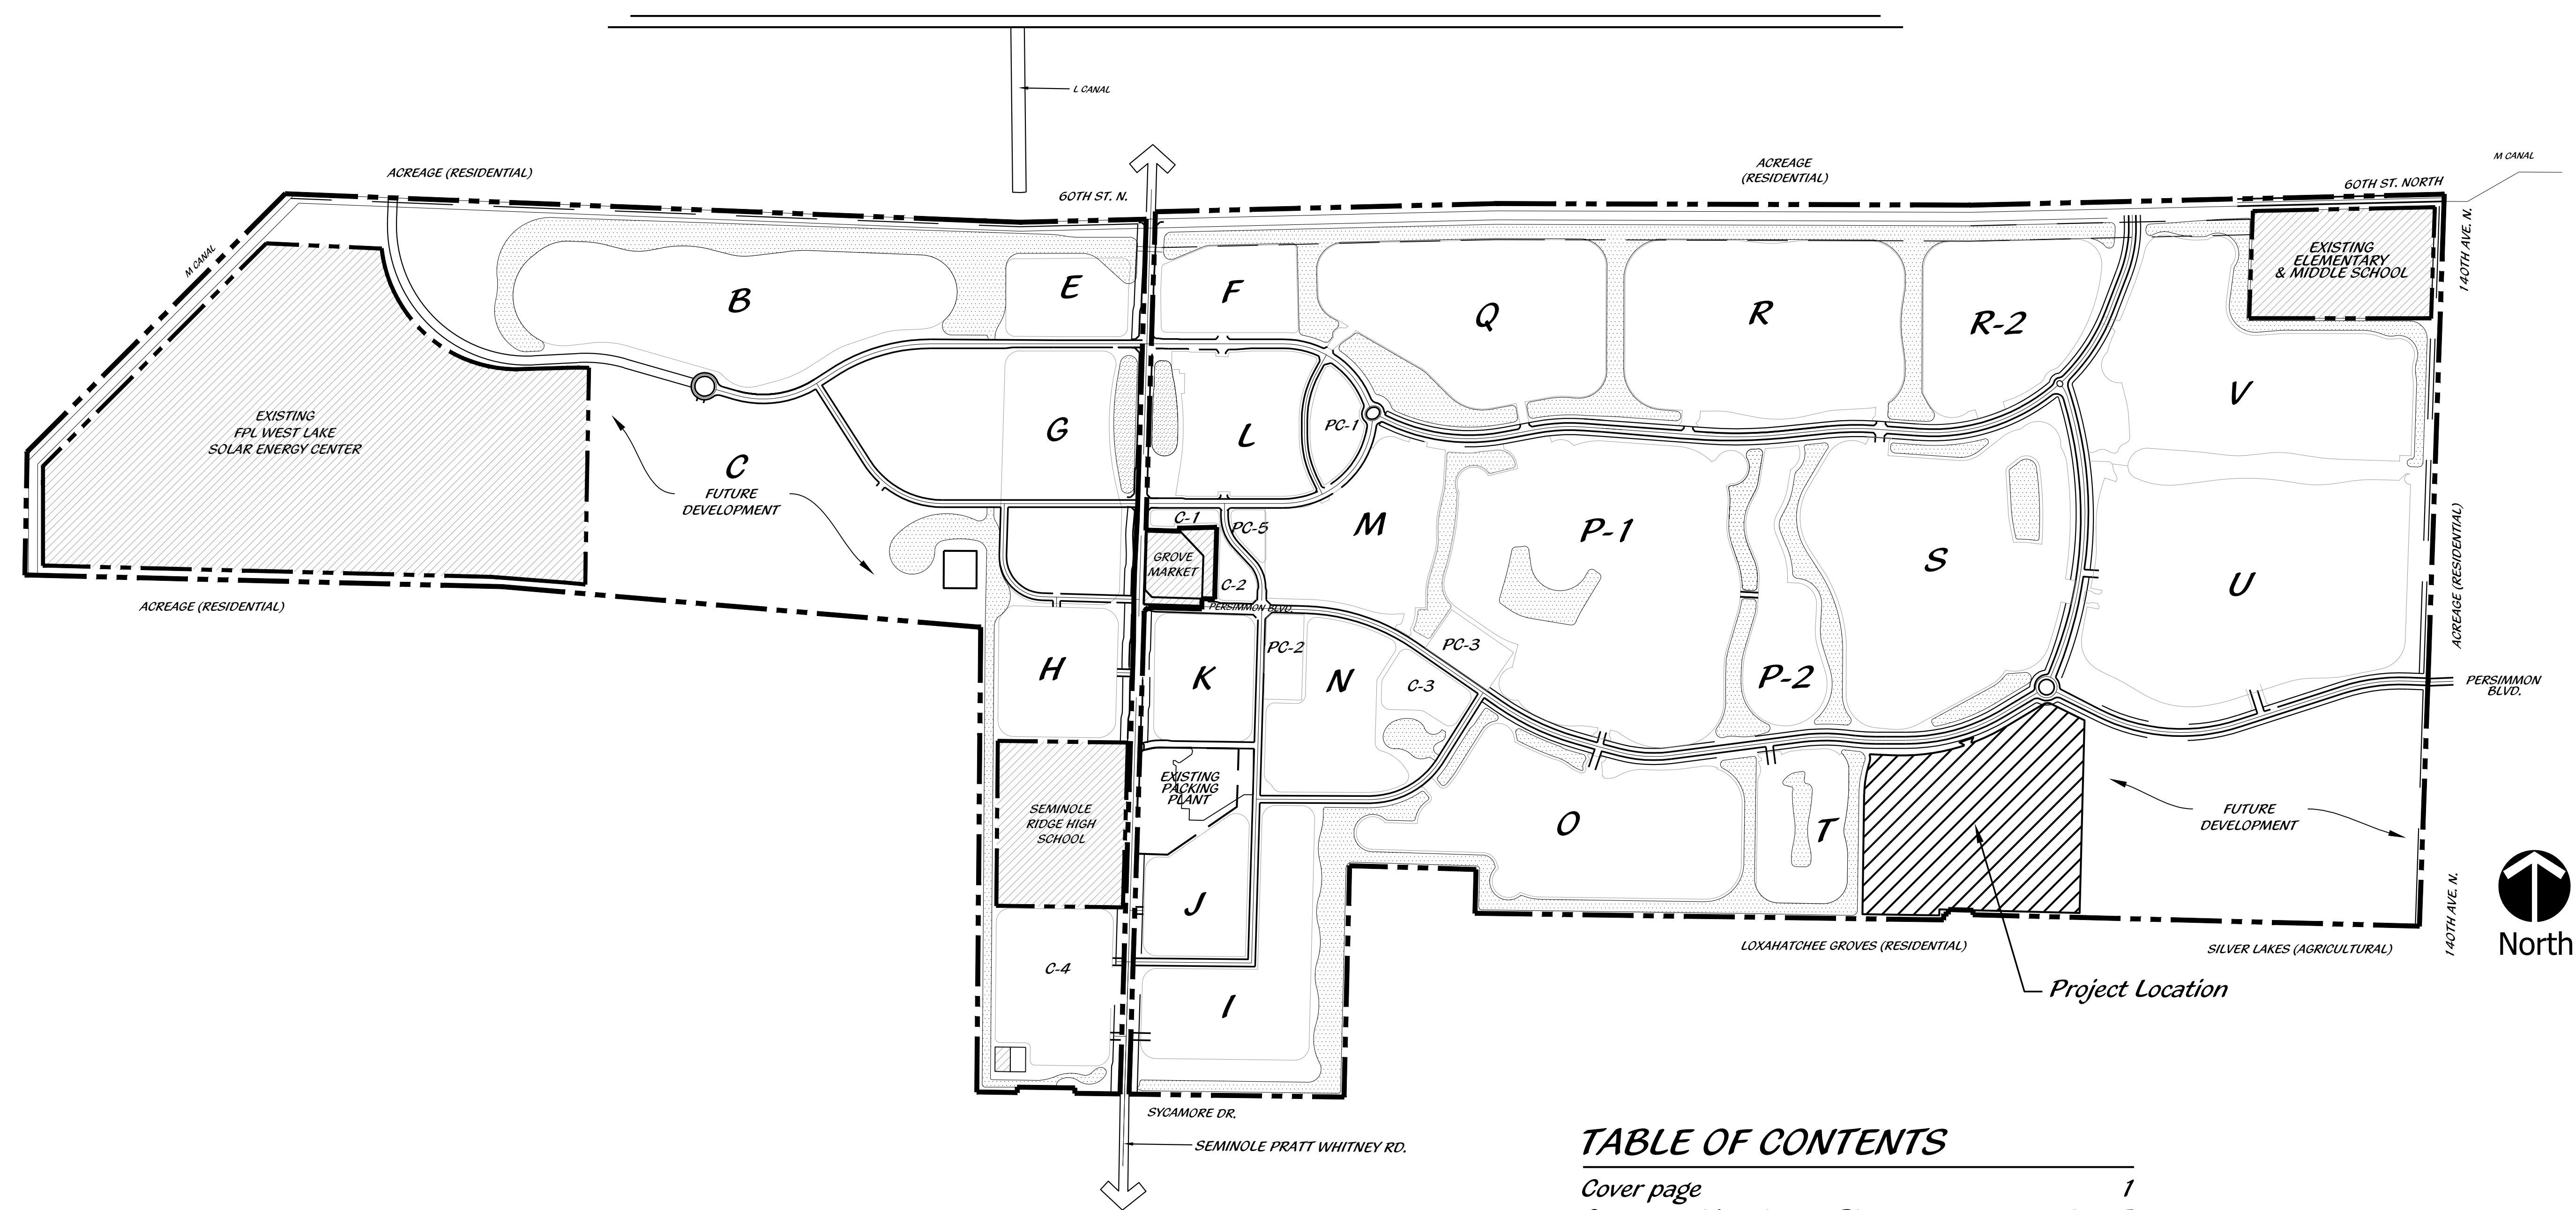 L CANAL
M CANAL
ACREAGE
(RESIDENTIAL)
ACREAGE (RESIDENTIAL)
60TH ST. N.
60TH ST. NORTH
140TH AVE. N.
M CANAL
EXISTING
ELEMENTARY
& MIDDLE SCHOOL
B
E
F
Q
R
R-2
V
EXISTING
FPL WEST LAKE
SOLAR ENERGY CENTER
C
FUTURE
DEVELOPMENT
G
L
PC-1
M
P-1
S
U
C-1
PC-5
GROVE
MARKET
C-2
PERSIMMON BLVD.
ACREAGE (RESIDENTIAL)
ACREAGE (RESIDENTIAL)
H
K
PC-2
N
PC-3
C-3
P-2
PERSIMMON
BLVD.
EXISTING
PACKING
PLANT
SEMINOLE
RIDGE HIGH
SCHOOL
O
T
FUTURE
DEVELOPMENT
J
140TH AVE. N.
North
C-4
I
LOXAHATCHEE GROVES (RESIDENTIAL)
SILVER LAKES (AGRICULTURAL)
Project Location
SYCAMORE DR.
SEMINOLE PRATT WHITNEY RD.
TABLE OF CONTENTS
Cover page 1